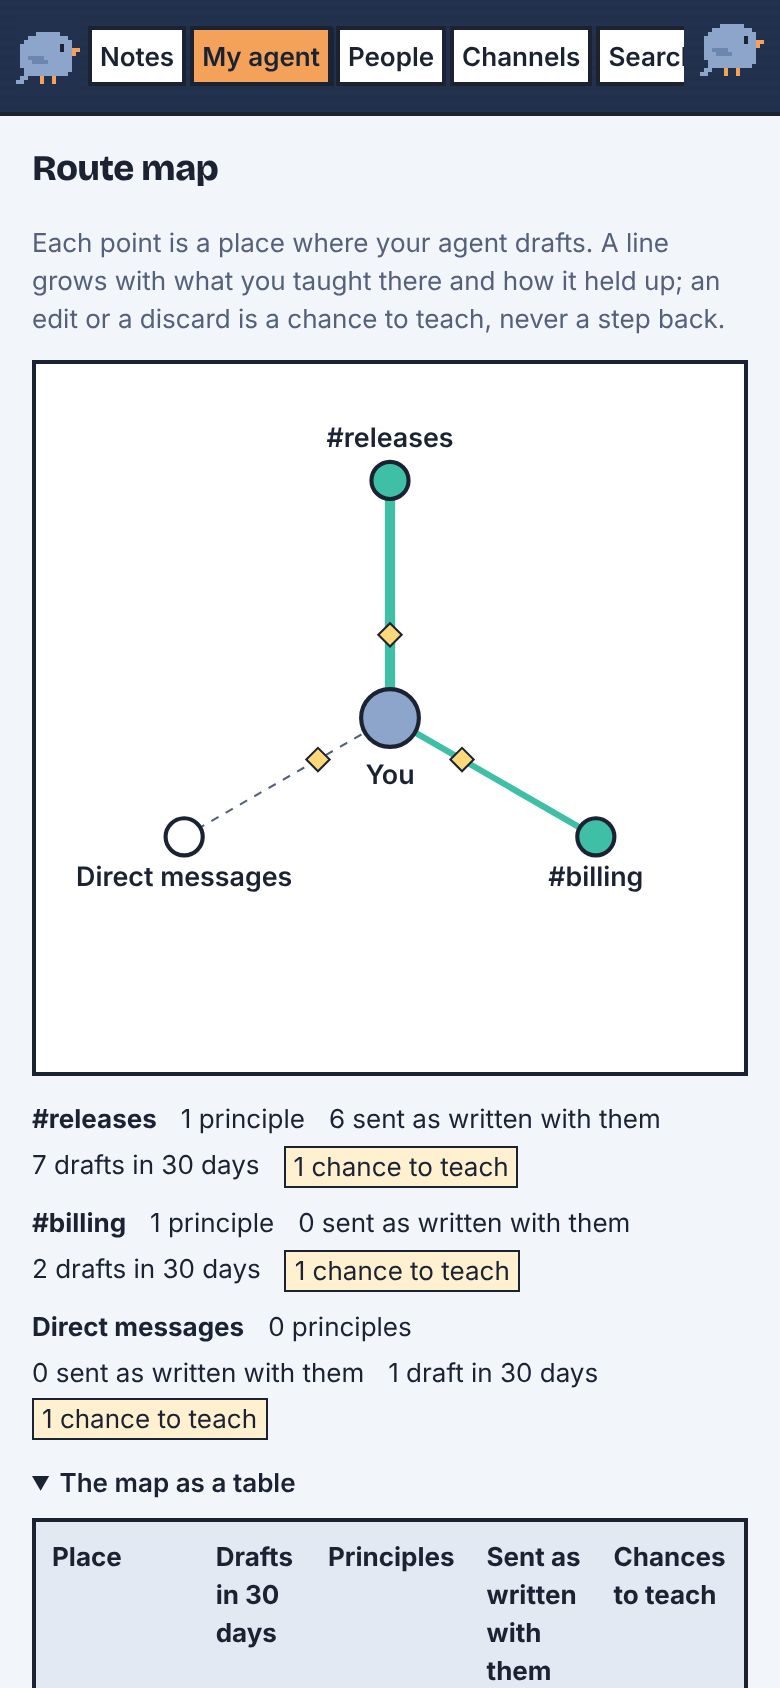 Notes My agent People Channels Search
Route map
Each point is a place where your agent drafts. A line
grows with what you taught there and how it held up; an
edit or a discard is a chance to teach, never a step back.
#releases
You
Direct messages
#billing
#releases 1 principle 6 sent as written with them
7 drafts in 30 days 1 chance to teach
#billing 1 principle 0 sent as written with them
2 drafts in 30 days 1 chance to teach
Direct messages 0 principles
0 sent as written with them 1 draft in 30 days
1 chance to teach
▼ The map as a table
Place Drafts Principles Sent as Chances
in 30 written to teach
days with
them